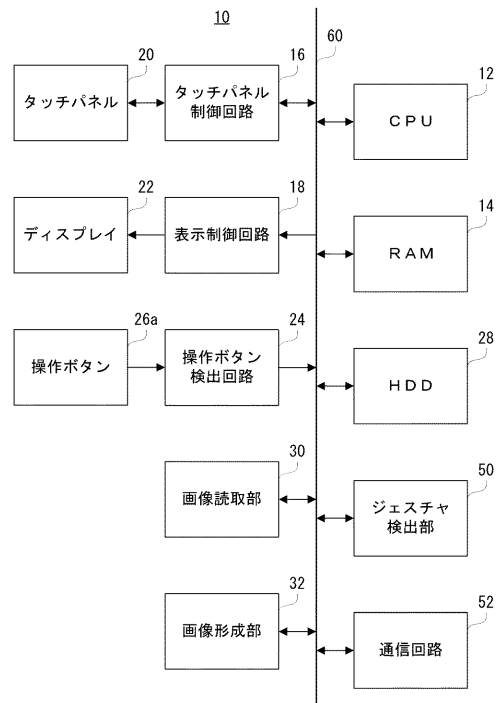 10
60
20
タッチパネル
16
タッチパネル
制御回路
12
CPU
22
ディスプレイ
18
表示制御回路
14
RAM
26a
操作ボタン
24
操作ボタン
検出回路
28
HDD
30
画像読取部
50
ジェスチャ
検出部
32
画像形成部
52
通信回路